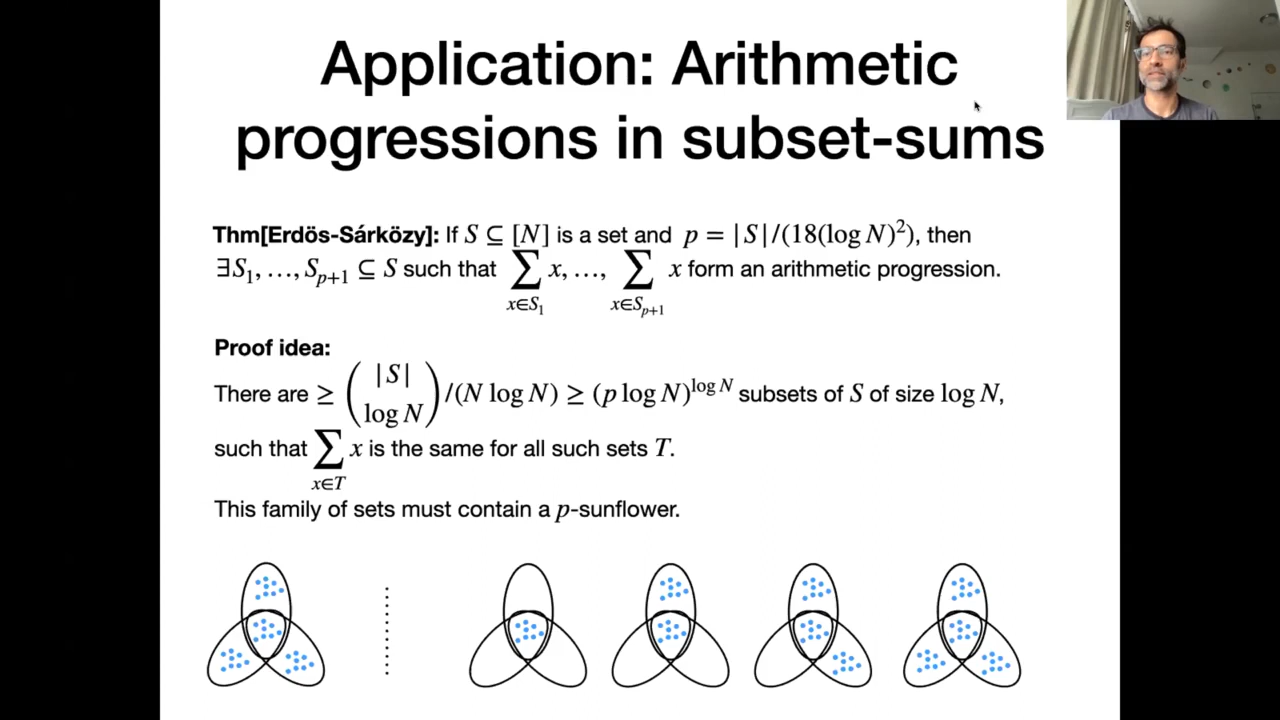 Application: Arithmetic
progressions in subset-sums
Thm[Erdös-Sárközy]: If S ⊆ [N] is a set and p = |S|/(18(log N)²), then
∃S₁, …, Sₚ₊₁ ⊆ S such that ∑_{x∈S₁} x, …, ∑_{x∈Sₚ₊₁} x form an arithmetic progression.
Proof idea:
There are ≥ (|S| log N)/(N log N) ≥ (p log N)^{log N} subsets of S of size log N,
such that ∑_{x∈T} x is the same for all such sets T.
This family of sets must contain a p-sunflower.